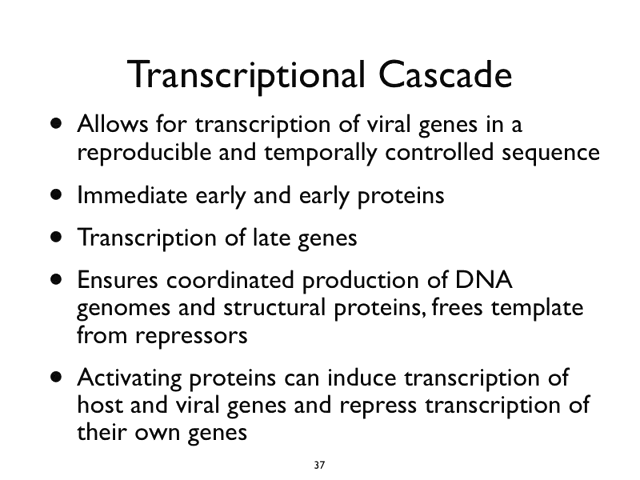 Transcriptional Cascade
• Allows for transcription of viral genes in a
reproducible and temporally controlled sequence
• Immediate early and early proteins
• Transcription of late genes
• Ensures coordinated production of DNA
genomes and structural proteins, frees template
from repressors
• Activating proteins can induce transcription of
host and viral genes and repress transcription of
their own genes
37